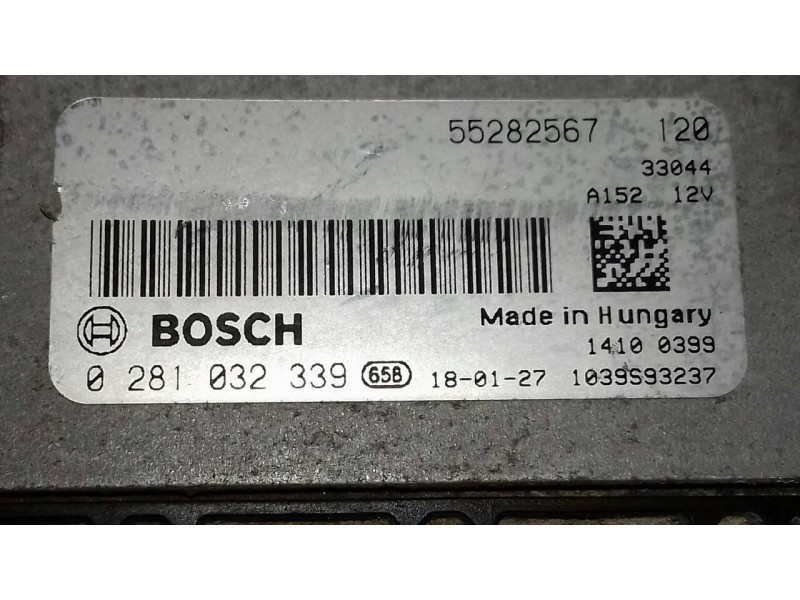 55282567 120
33044
A152 12V
BOSCH
Made in Hungary
1410 0399
0 281 032 339 658 18-01-27 1039S93237